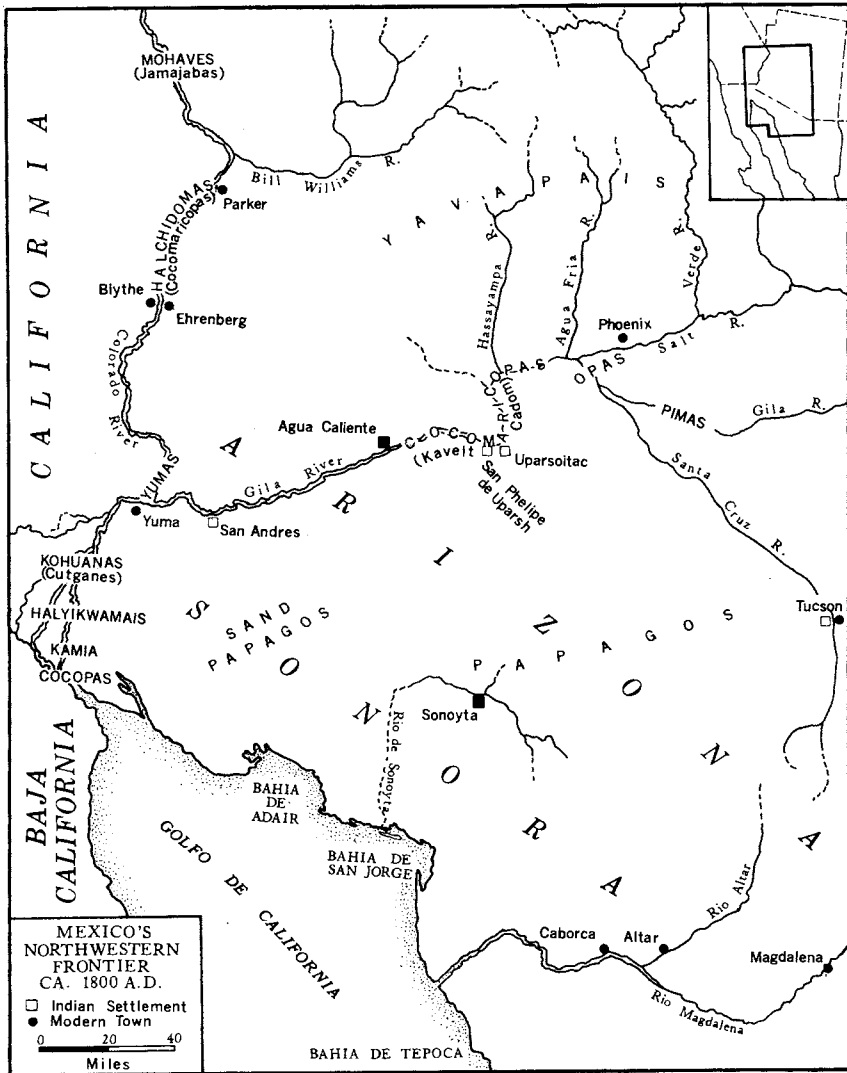 MOHAVES
(Jamajabas)
CALIFORNIA
Bill Williams R.
Parker
HALCHIDOMAS
(Cocomaricopas)
YAVAPAIS
Hassayampa R.
Agua Fria R.
Verde R.
Blythe
Ehrenberg
Phoenix
Salt R.
Colorado River
COCOMARICOPAS
OPAS
(Kavelt Cadomi)
PIMAS
Gila R.
Agua Caliente
Uparsoitac
San Phelipe
de Uparsh
Gila River
YUMAS
Yuma
San Andres
Santa Cruz R.
ARIZONA
KOHUANAS
(Cutganes)
HALYIKWAMAIS
KAMIA
COCOPAS
SAND
PAPAGOS
PAPAGOS
Tucson
SONORA
Sonoyta
Rio de Sonoyta
BAJA
CALIFORNIA
BAHIA
DE
ADAIR
GOLFO DE CALIFORNIA
BAHIA DE
SAN JORGE
Rio Altar
Caborca
Altar
Magdalena
Rio Magdalena
BAHIA DE TEPOCA
MEXICO'S
NORTHWESTERN
FRONTIER
CA. 1800 A.D.
Indian Settlement
Modern Town
0 20 40
Miles